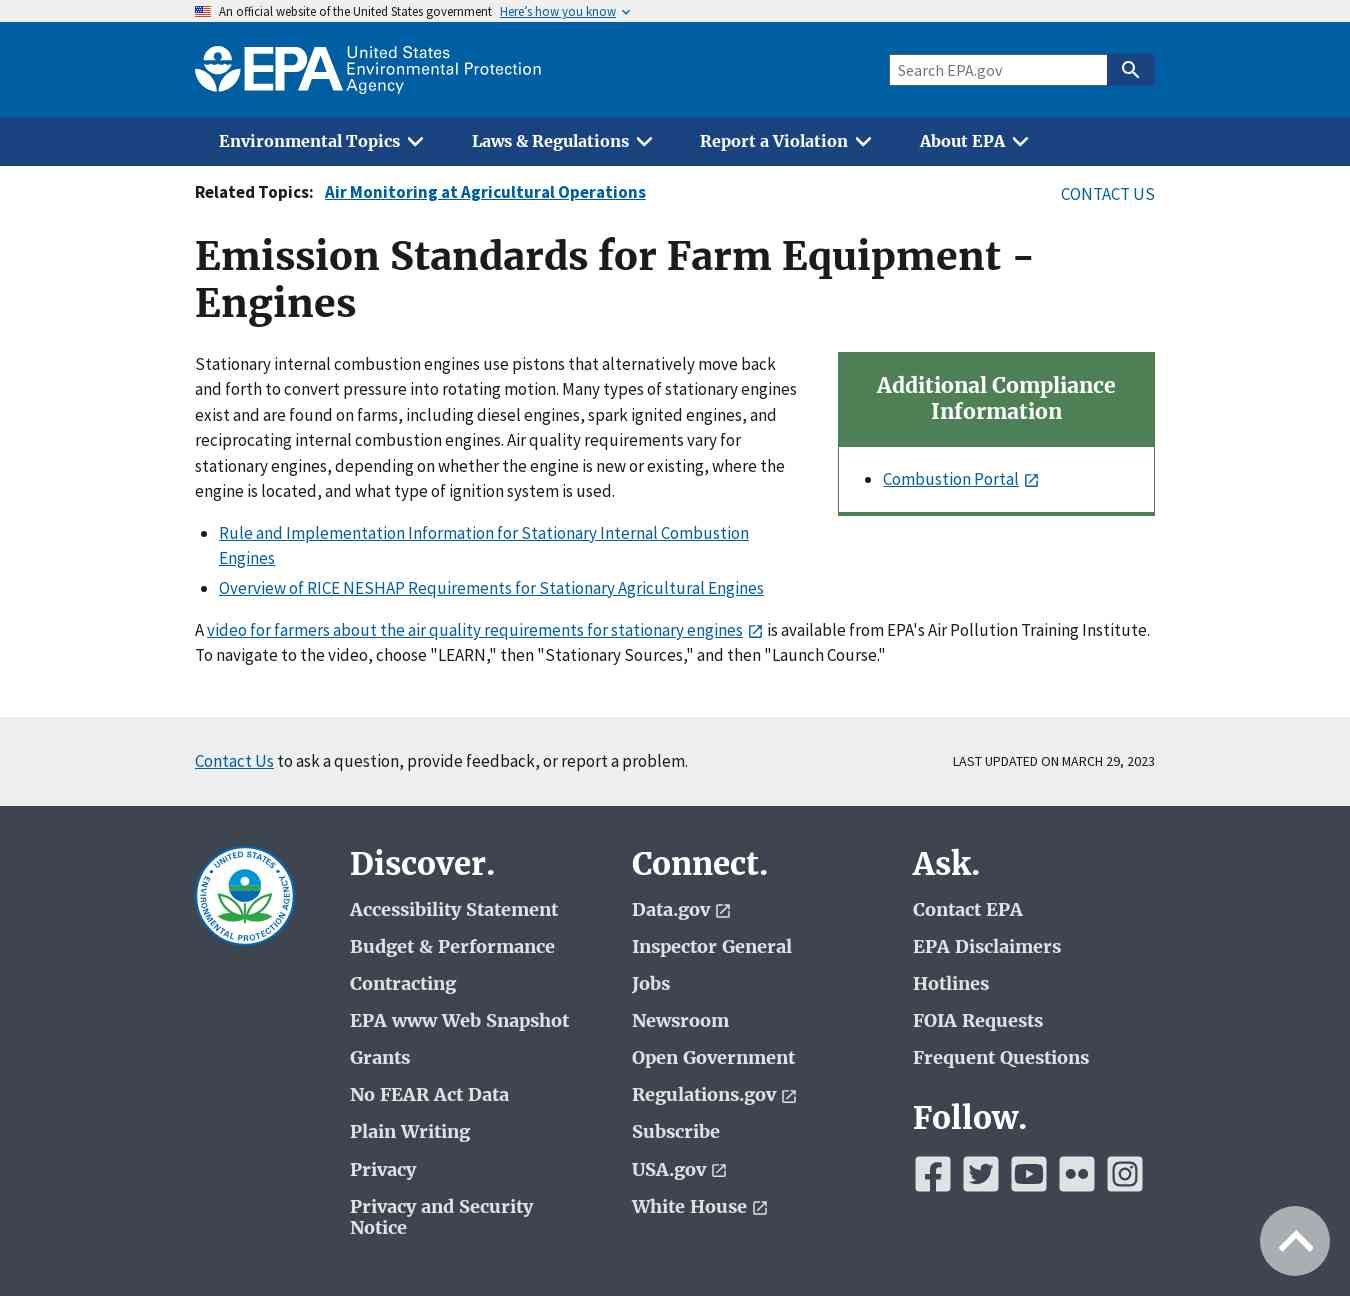 An official website of the United States government Here’s how you know
EPA United States
Environmental Protection
Agency
Search EPA.gov
Environmental Topics Laws & Regulations Report a Violation About EPA
Related Topics: Air Monitoring at Agricultural Operations CONTACT US
Emission Standards for Farm Equipment -
Engines
Stationary internal combustion engines use pistons that alternatively move back
and forth to convert pressure into rotating motion. Many types of stationary engines
exist and are found on farms, including diesel engines, spark ignited engines, and
reciprocating internal combustion engines. Air quality requirements vary for
stationary engines, depending on whether the engine is new or existing, where the
engine is located, and what type of ignition system is used.
Additional Compliance
Information
• Combustion Portal
• Rule and Implementation Information for Stationary Internal Combustion
Engines
• Overview of RICE NESHAP Requirements for Stationary Agricultural Engines
A video for farmers about the air quality requirements for stationary engines is available from EPA's Air Pollution Training Institute.
To navigate to the video, choose "LEARN," then "Stationary Sources," and then "Launch Course."
Contact Us to ask a question, provide feedback, or report a problem. LAST UPDATED ON MARCH 29, 2023
UNITED STATES
ENVIRONMENTAL PROTECTION AGENCY
Discover.
Accessibility Statement
Budget & Performance
Contracting
EPA www Web Snapshot
Grants
No FEAR Act Data
Plain Writing
Privacy
Privacy and Security
Notice
Connect.
Data.gov
Inspector General
Jobs
Newsroom
Open Government
Regulations.gov
Subscribe
USA.gov
White House
Ask.
Contact EPA
EPA Disclaimers
Hotlines
FOIA Requests
Frequent Questions
Follow.